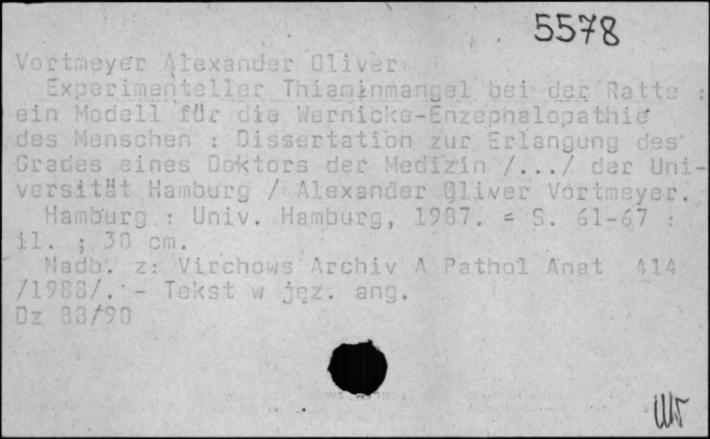 5578
Vortmeyer Alexander Oliver
Experimenteller Thiaminmangel bei der Ratte :
ein Modell für die Wernicke-Enzephalopathie
des Menschen : Dissertation zur Erlangung des
Grades eines Doktors der Medizin /.../ der Uni-
versität Hamburg / Alexander Oliver Vortmeyer.
Hamburg : Univ. Hamburg, 1987. = S. 61-67 :
il. ; 30 cm.
Nadb. z: Virchows Archiv A Pathol Anat 414
/1988/. - Tekst w jęz. ang.
Dz 88/90